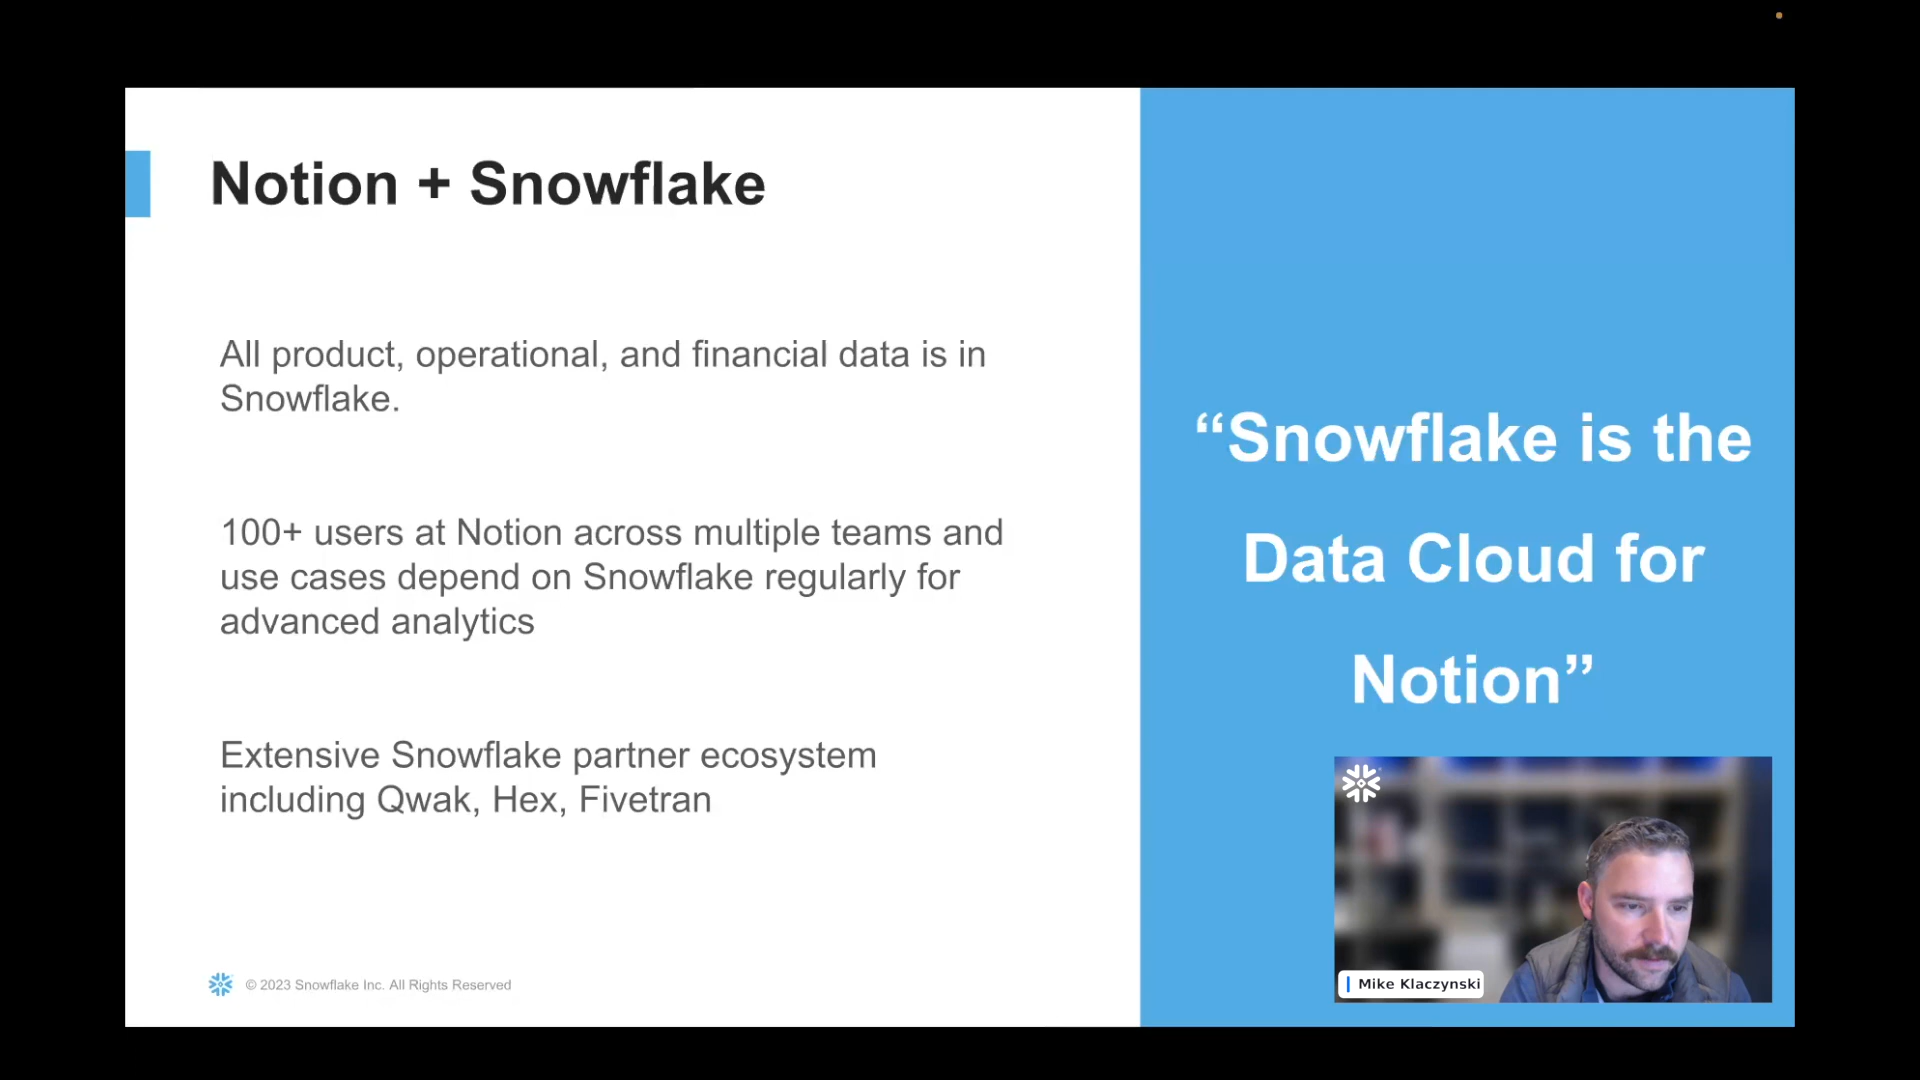 Notion + Snowflake
All product, operational, and financial data is in
Snowflake.
100+ users at Notion across multiple teams and
use cases depend on Snowflake regularly for
advanced analytics
Extensive Snowflake partner ecosystem
including Qwak, Hex, Fivetran
© 2023 Snowflake Inc. All Rights Reserved
“Snowflake is the
Data Cloud for
Notion”
Mike Klaczynski